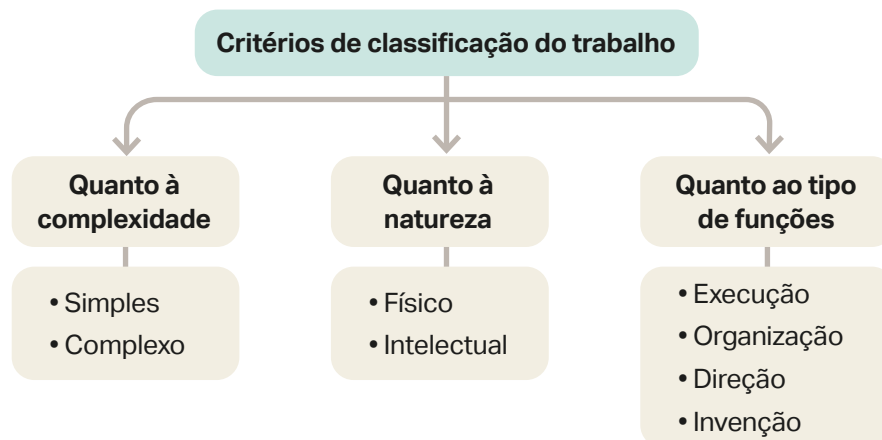 Critérios de classificação do trabalho
Quanto à
complexidade
• Simples
• Complexo
Quanto à
natureza
• Físico
• Intelectual
Quanto ao tipo
de funções
• Execução
• Organização
• Direção
• Invenção